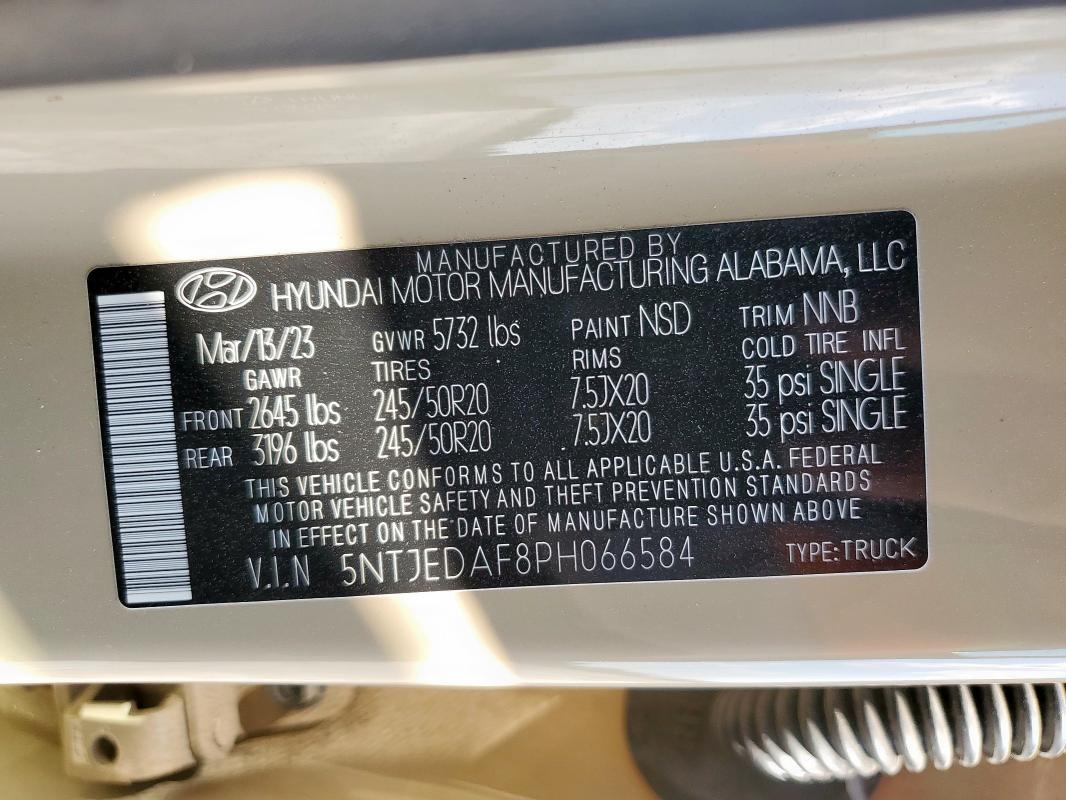 MANUFACTURED BY
HYUNDAI MOTOR MANUFACTURING ALABAMA, LLC
Mar/13/23 GVWR 5732 lbs PAINT NSD TRIM NNB
GAWR TIRES RIMS COLD TIRE INFL
FRONT 2645 lbs 245/50R20 7.5JX20 35 psi SINGLE
REAR 3196 lbs 245/50R20 7.5JX20 35 psi SINGLE
THIS VEHICLE CONFORMS TO ALL APPLICABLE U.S.A. FEDERAL
MOTOR VEHICLE SAFETY AND THEFT PREVENTION STANDARDS
IN EFFECT ON THE DATE OF MANUFACTURE SHOWN ABOVE
V.I.N 5NTJEDAF8PH066584 TYPE:TRUCK